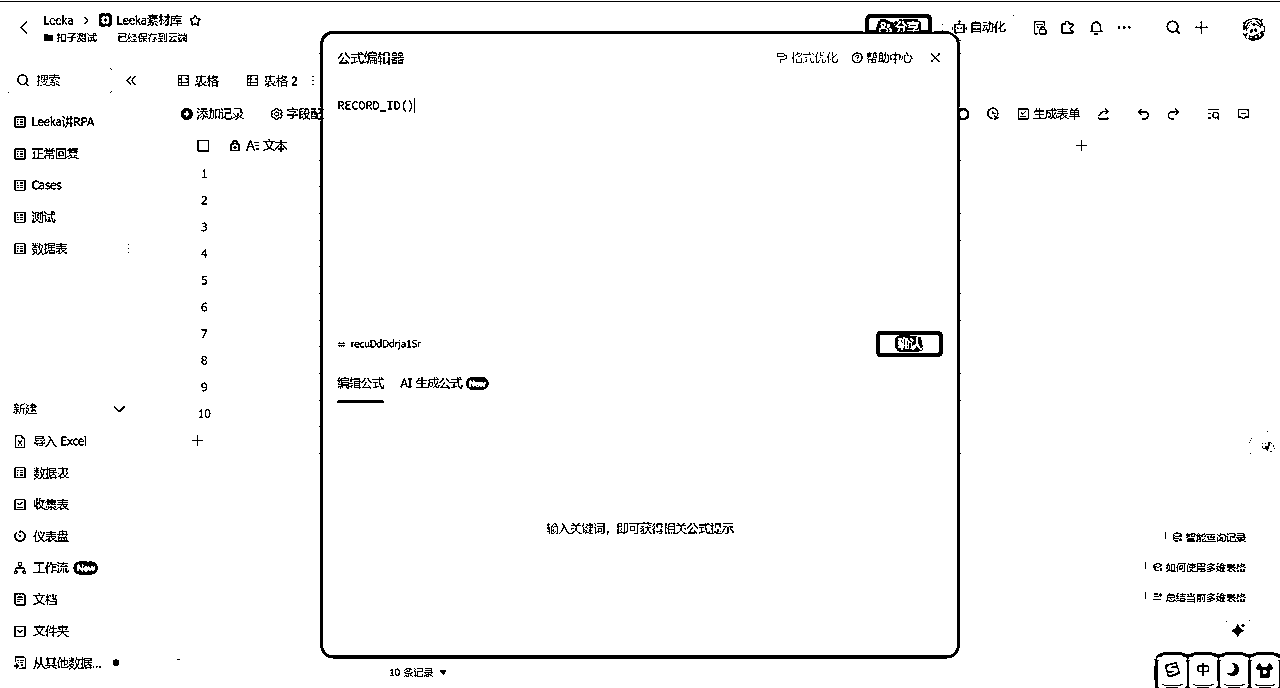 Leeka > Leeka素材库
扣子测试 已经保存到云端
分享 自动化
搜索
表格 表格 2
添加记录 字段配
生成表单
公式编辑器
格式优化 帮助中心
RECORD_ID()
Leeka讲RPA
正常回复
Cases
测试
数据表
A 文本
1
2
3
4
5
6
7
8
9
10
recuDdDdrja1Sr
确认
编辑公式 AI 生成公式 New
输入关键词，即可获得相关公式提示
新建
导入 Excel
数据表
收集表
仪表盘
工作流 New
文档
文件夹
从其他数据...
10 条记录
智能查询记录
如何使用多维表格
总结当前多维表格
中